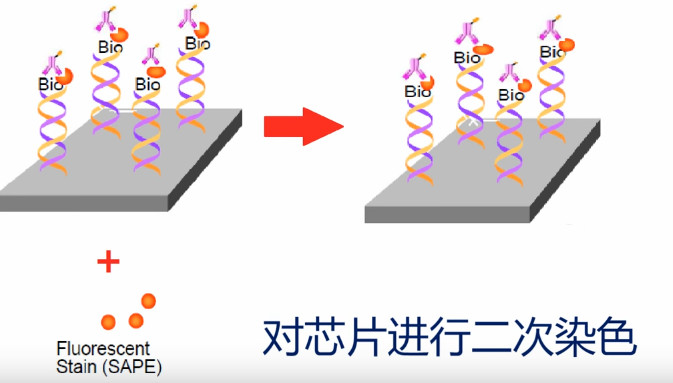 Bio
Bio
Bio
Bio
Bio
Bio
Bio
Bio
+
Fluorescent
Stain (SAPE)
对芯片进行二次染色